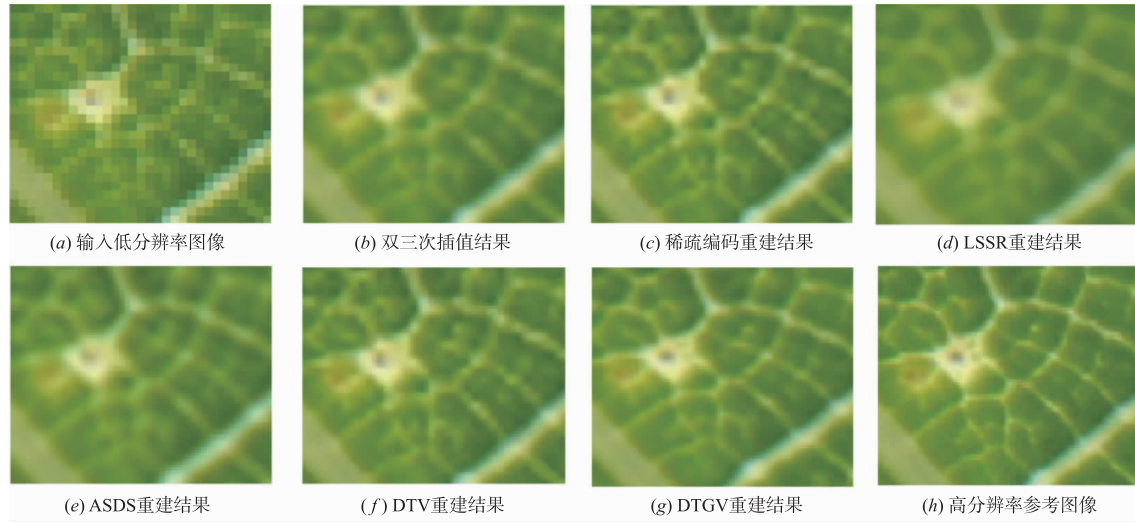 (a) 输入低分辨率图像
(b) 双三次插值结果
(c) 稀疏编码重建结果
(d) LSSR重建结果
(e) ASDS重建结果
(f) DTV重建结果
(g) DTGV重建结果
(h) 高分辨率参考图像